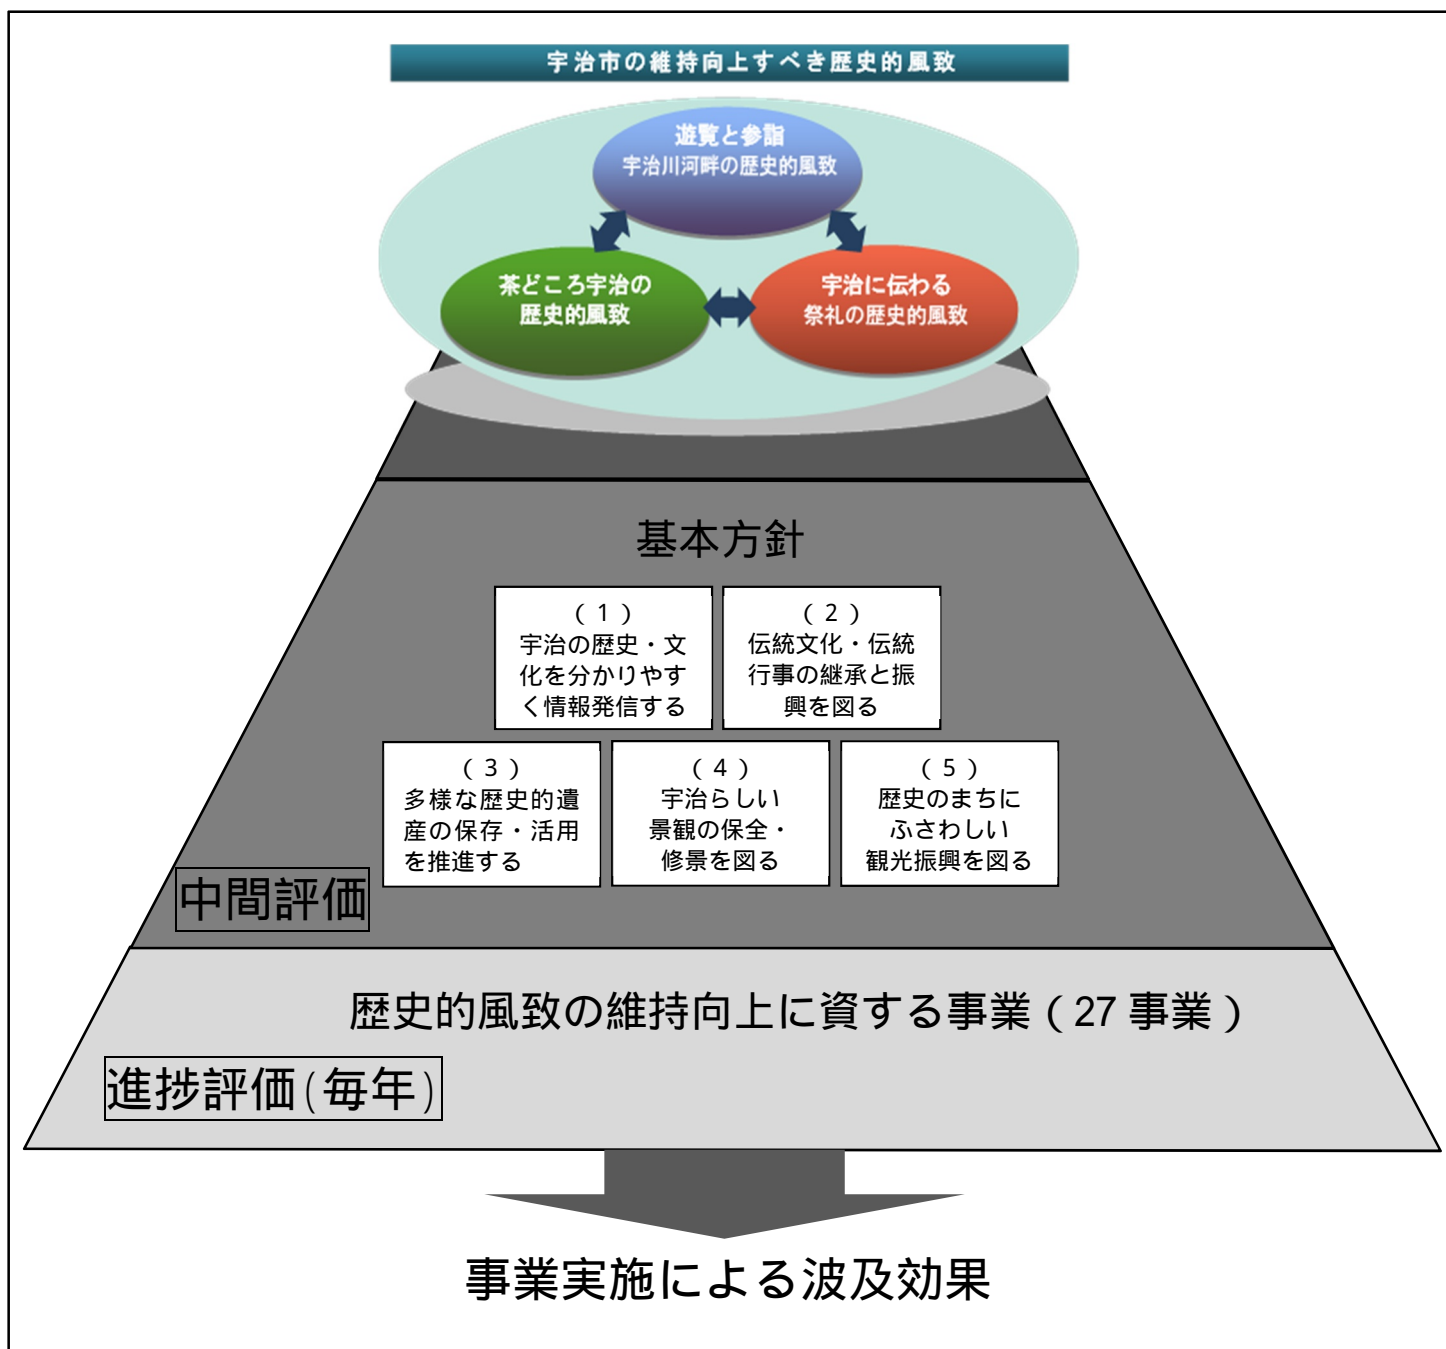 宇治市の維持向上すべき歴史的風致
遊覧と参詣
宇治川河畔の歴史的風致
茶どころ宇治の
歴史的風致
宇治に伝わる
祭礼の歴史的風致
基本方針
(1)
宇治の歴史・文
化を分かりやす
く情報発信する
(2)
伝統文化・伝統
行事の継承と振
興を図る
(3)
多様な歴史的遺
産の保存・活用
を推進する
(4)
宇治らしい
景観の保全・
修景を図る
(5)
歴史のまちに
ふさわしい
観光振興を図る
中間評価
歴史的風致の維持向上に資する事業(27 事業)
進捗評価(毎年)
事業実施による波及効果